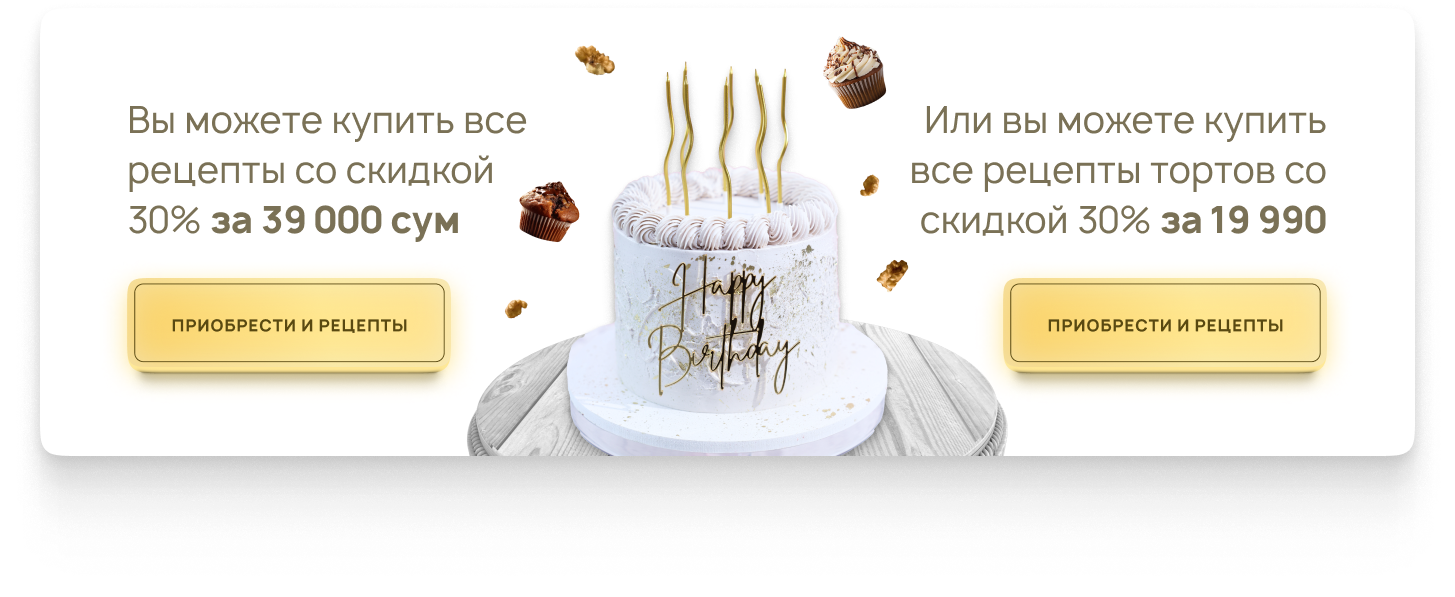 Вы можете купить все
рецепты со скидкой
30% за 39 000 сум
ПРИОБРЕСТИ И РЕЦЕПТЫ
Happy
Birthday
Или вы можете купить
все рецепты тортов со
скидкой 30% за 19 990
ПРИОБРЕСТИ И РЕЦЕПТЫ